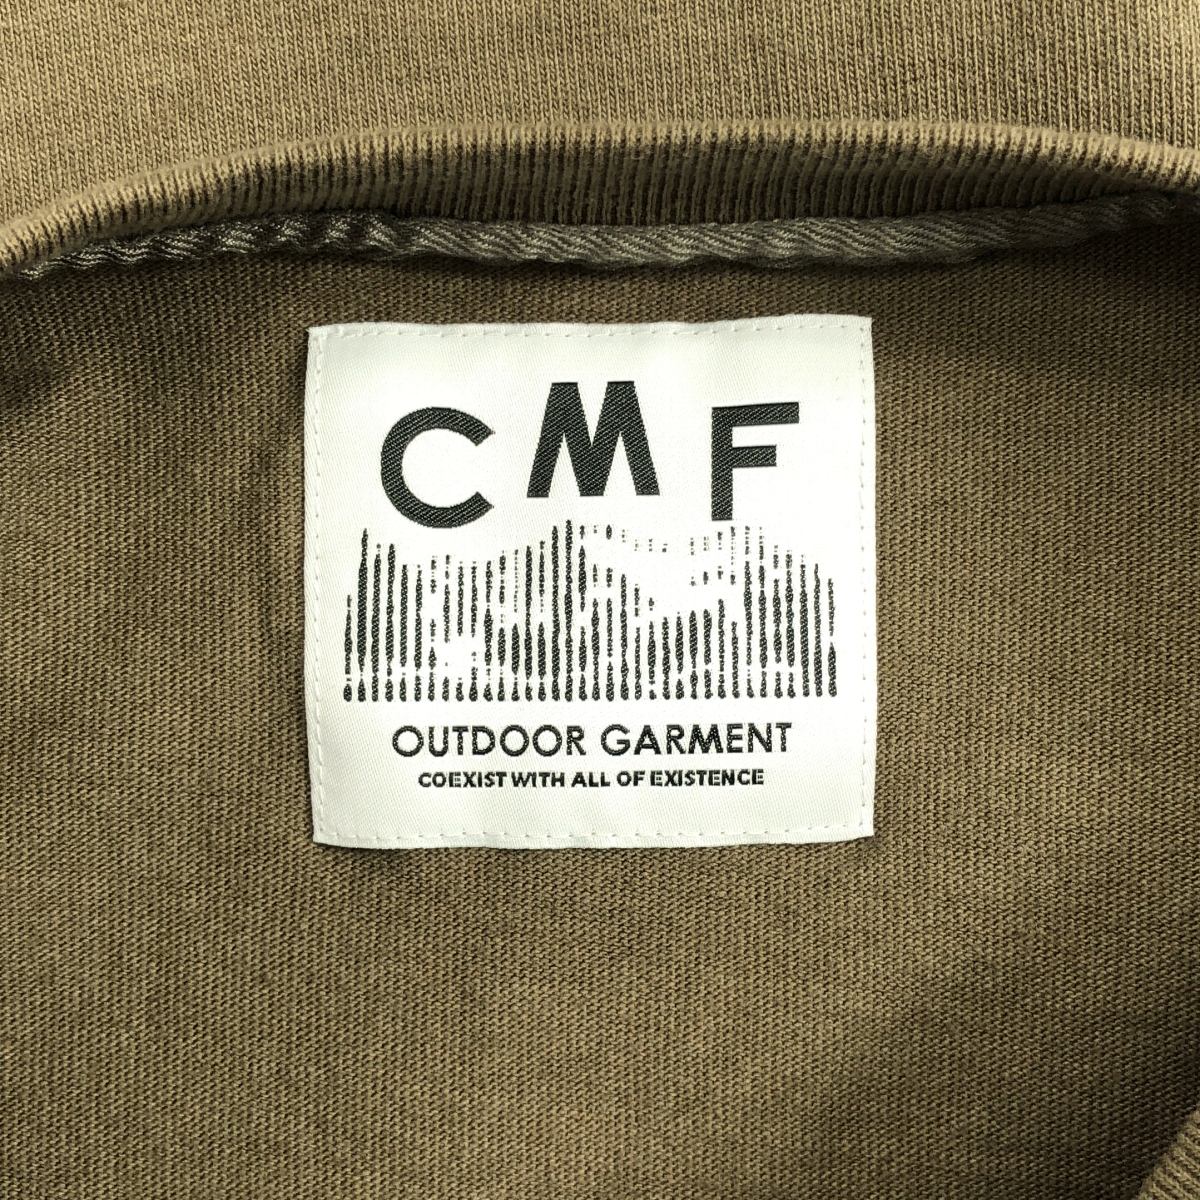 CMF
OUTDOOR GARMENT
COEXIST WITH ALL OF EXISTENCE